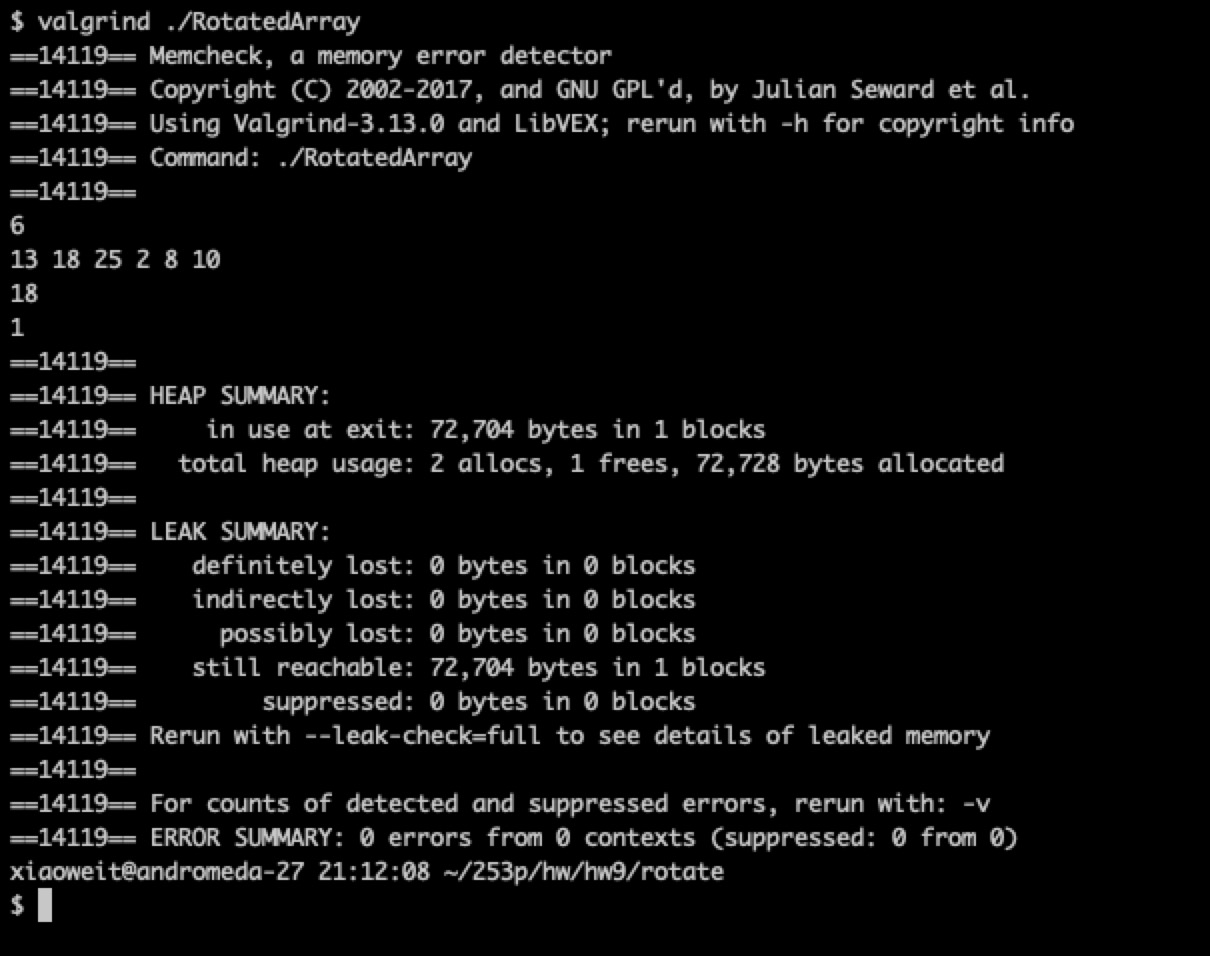 $ valgrind ./RotatedArray
==14119== Memcheck, a memory error detector
==14119== Copyright (C) 2002-2017, and GNU GPL'd, by Julian Seward et al.
==14119== Using Valgrind-3.13.0 and LibVEX; rerun with -h for copyright info
==14119== Command: ./RotatedArray
==14119==
6
13 18 25 2 8 10
18
1
==14119==
==14119== HEAP SUMMARY:
==14119==     in use at exit: 72,704 bytes in 1 blocks
==14119==   total heap usage: 2 allocs, 1 frees, 72,728 bytes allocated
==14119==
==14119== LEAK SUMMARY:
==14119==    definitely lost: 0 bytes in 0 blocks
==14119==    indirectly lost: 0 bytes in 0 blocks
==14119==      possibly lost: 0 bytes in 0 blocks
==14119==    still reachable: 72,704 bytes in 1 blocks
==14119==         suppressed: 0 bytes in 0 blocks
==14119== Rerun with --leak-check=full to see details of leaked memory
==14119==
==14119== For counts of detected and suppressed errors, rerun with: -v
==14119== ERROR SUMMARY: 0 errors from 0 contexts (suppressed: 0 from 0)
xiaoweit@andromeda-27 21:12:08 ~/253p/hw/hw9/rotate
$